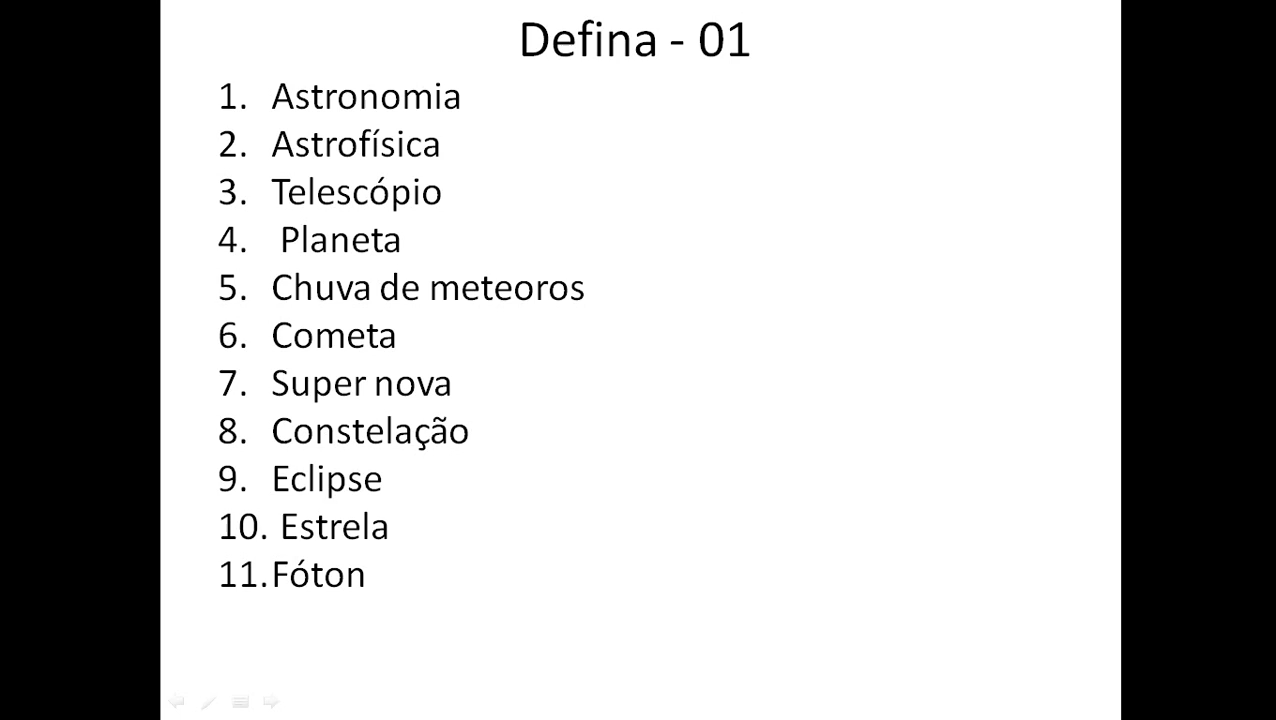 Defina - 01
1. Astronomia
2. Astrofísica
3. Telescópio
4. Planeta
5. Chuva de meteoros
6. Cometa
7. Super nova
8. Constelação
9. Eclipse
10. Estrela
11. Fóton